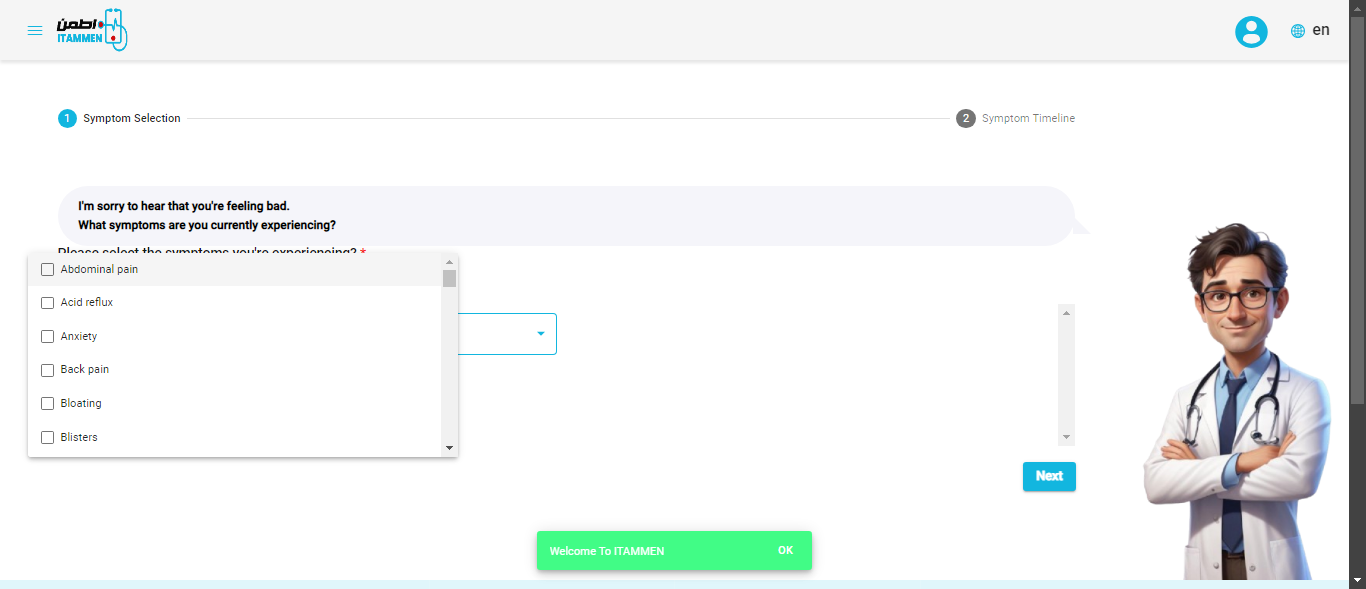 اطمن
ITAMMEN
en
1 Symptom Selection
2 Symptom Timeline
I'm sorry to hear that you're feeling bad.
What symptoms are you currently experiencing?
Please select the symptoms you're experiencing? *
Abdominal pain
Acid reflux
Anxiety
Back pain
Bloating
Blisters
Next
Welcome To ITAMMEN OK